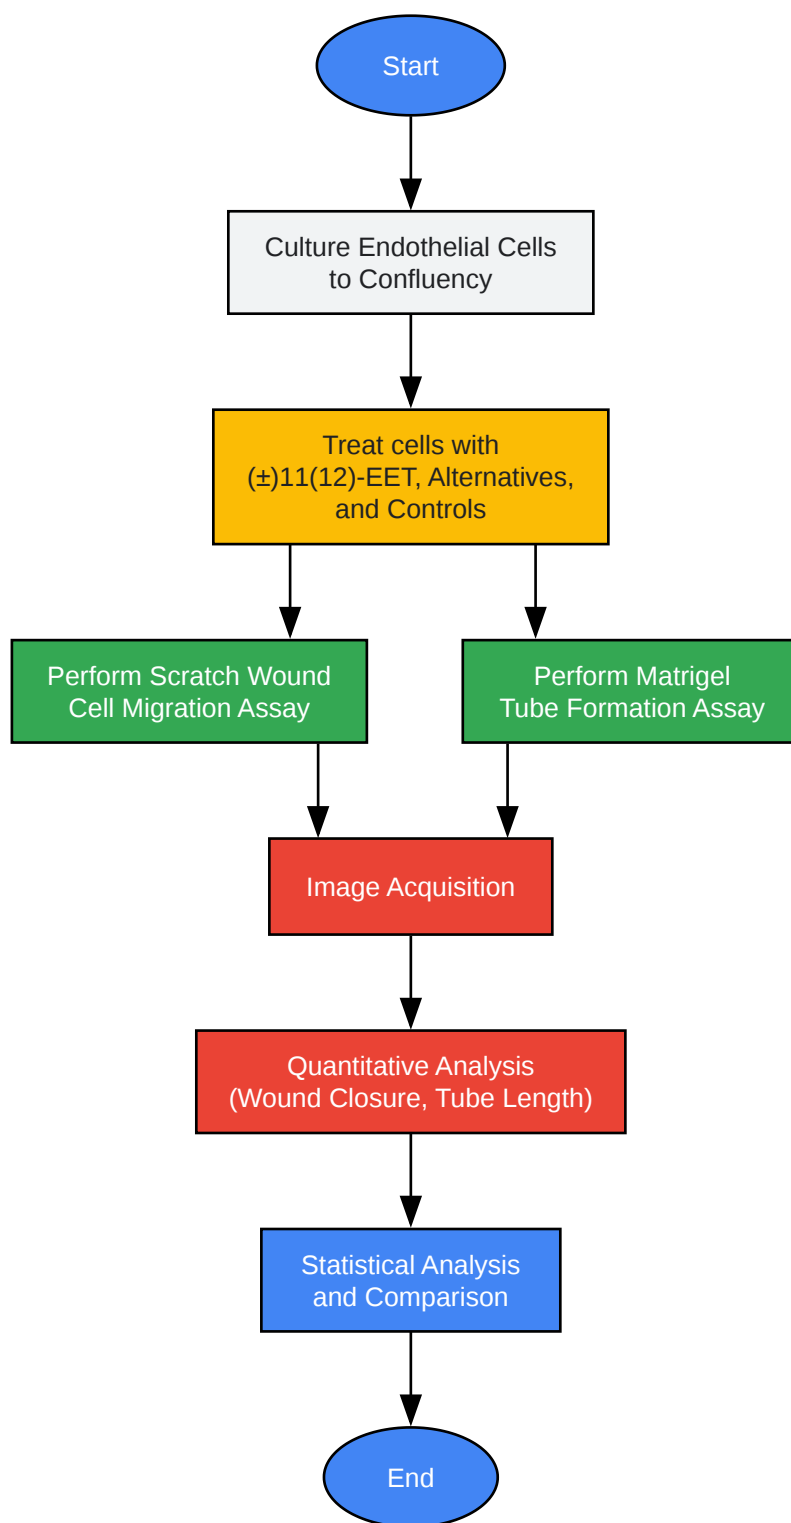 Start
Culture Endothelial Cells
to Confluency
Treat cells with
(±)11(12)-EET, Alternatives,
and Controls
Perform Scratch Wound
Cell Migration Assay
Perform Matrigel
Tube Formation Assay
Image Acquisition
Quantitative Analysis
(Wound Closure, Tube Length)
Statistical Analysis
and Comparison
End